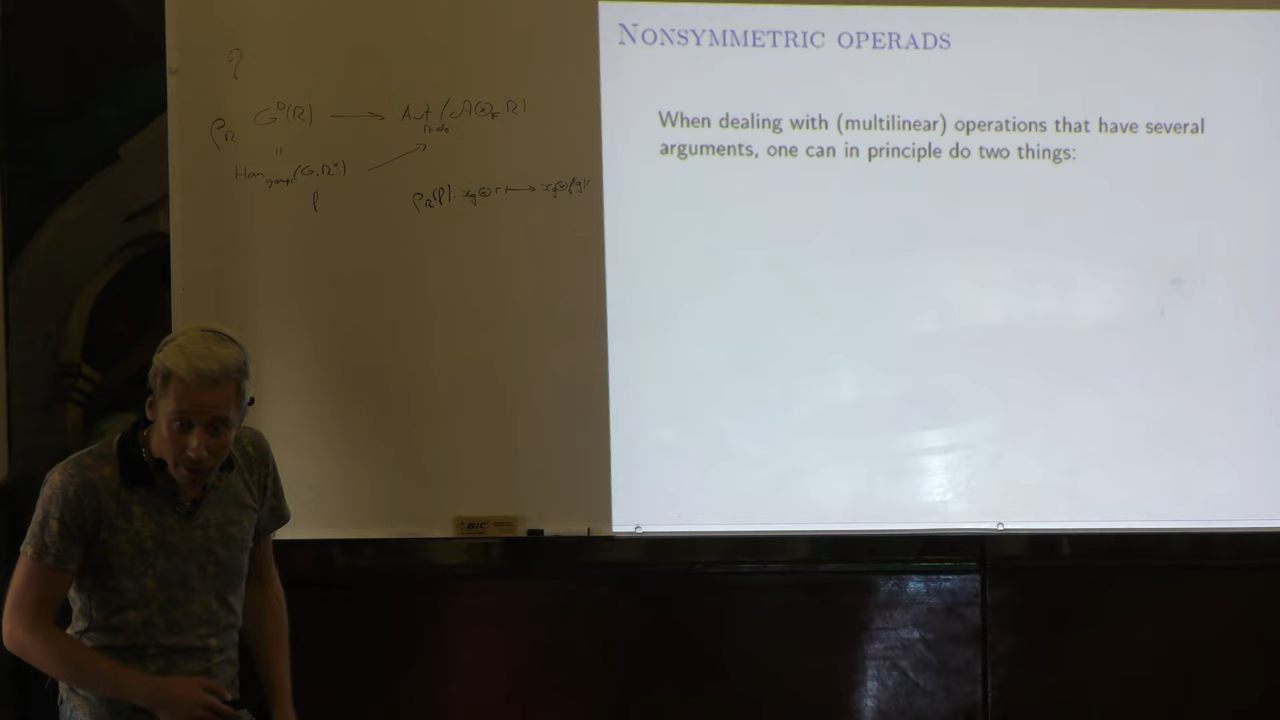 ?
ρ_R G^D(R) ⟶ Aut (A⊗_F R)
"
Hom (G, R^x)
ρ
ρ_R(f): x_g⊗r ⟼
BIC
NONSYMMETRIC OPERADS
When dealing with (multilinear) operations that have several
arguments, one can in principle do two things: